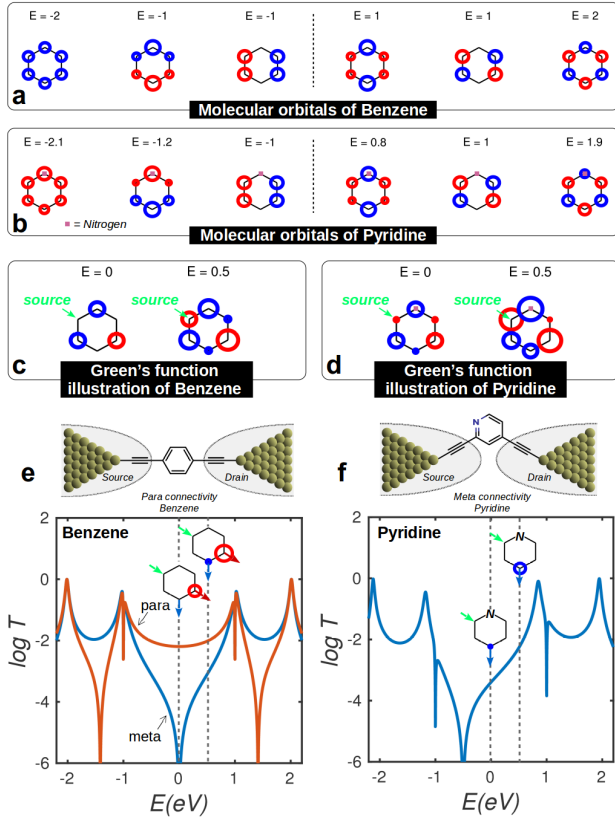 E = -2 E = -1 E = -1 E = 1 E = 1 E = 2
a
Molecular orbitals of Benzene
E = -2.1 E = -1.2 E = -1 E = 0.8 E = 1 E = 1.9
b
= Nitrogen
Molecular orbitals of Pyridine
E = 0 E = 0.5
source source
c
Green's function
illustration of Benzene
E = 0 E = 0.5
source source
d
Green's function
illustration of Pyridine
e
Source Drain
Para connectivity
Benzene
f
N
Source Drain
Meta connectivity
Pyridine
Benzene
para
meta
log T
2
0
-2
-4
-6
-2 -1 0 1 2
E(eV)
Pyridine
N
N
log T
2
0
-2
-4
-6
-2 -1 0 1 2
E(eV)